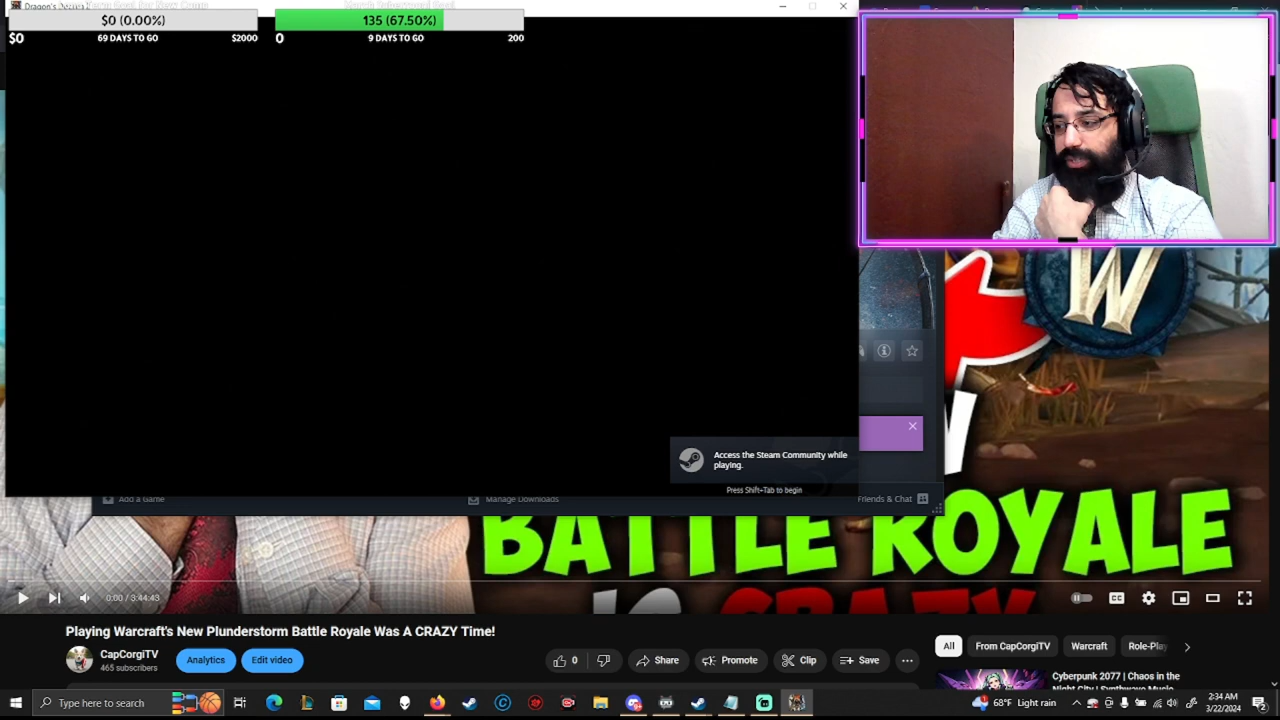 $0 (0.00%)
135 (67.50%)
$0
69 DAYS TO GO
$2000
0
9 DAYS TO GO
200
W
Access the Steam Community while
playing.
Press Shift+Tab to begin
Add a Game
Manage Downloads
Friends & Chat
BATTLE ROYALE
CRAZY
0:00 / 3:44:43
CC
Playing Warcraft's New Plunderstorm Battle Royale Was A CRAZY Time!
CapCorgiTV
465 subscribers
Analytics
Edit video
0
Share
Promote
Clip
Save
All
From CapCorgiTV
Warcraft
Role-Play
Cyberpunk 2077 | Chaos in the
Night City | Synthwave Music
Type here to search
68°F Light rain
2:34 AM
3/22/2024
2